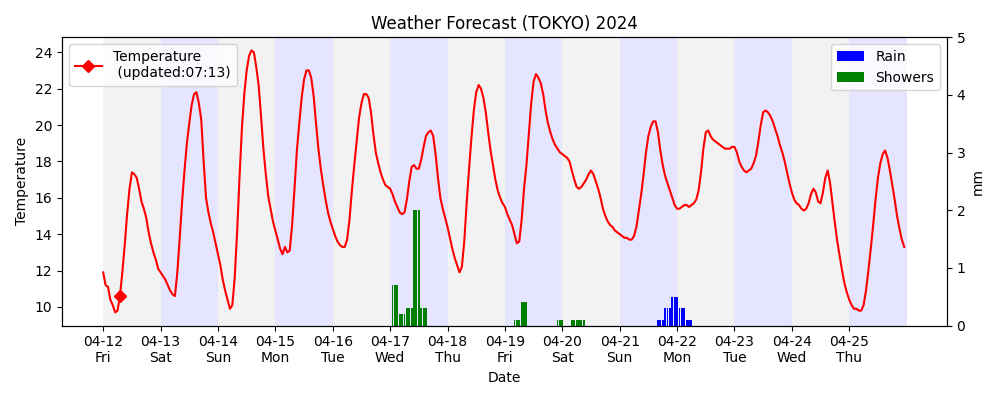 Weather Forecast (TOKYO) 2024
Temperature
(updated:07:13)
Rain
Showers
Temperature
24
22
20
18
16
14
12
10
5
4
3
2
1
0
mm
04-12 04-13 04-14 04-15 04-16 04-17 04-18 04-19 04-20 04-21 04-22 04-23 04-24 04-25
Fri Sat Sun Mon Tue Wed Thu Fri Sat Sun Mon Tue Wed Thu
Date